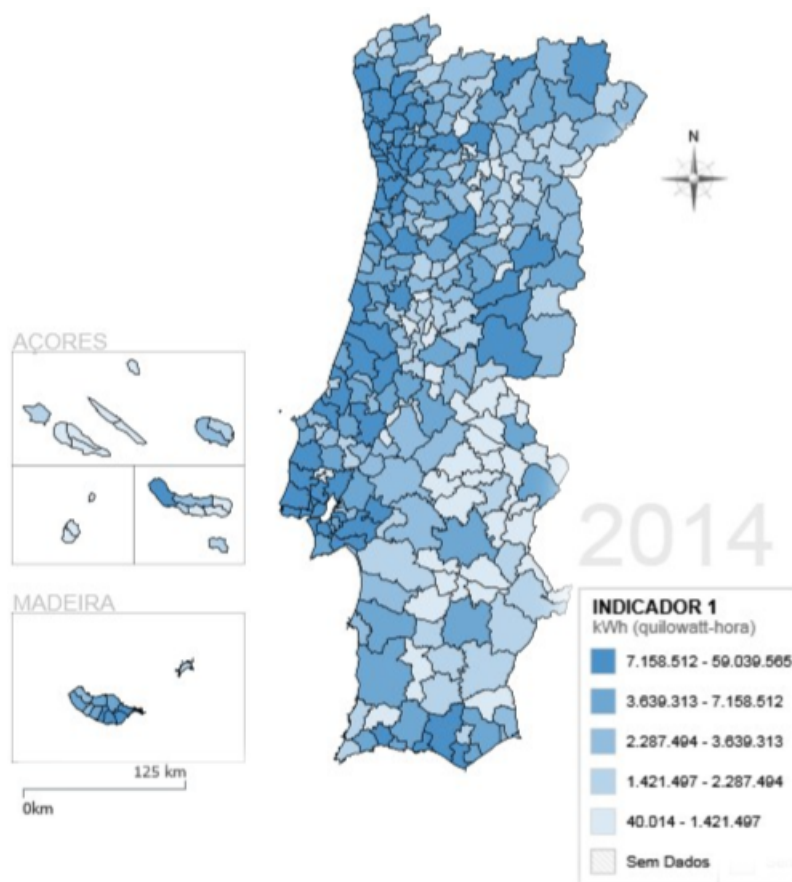 N
AÇORES
2014
MADEIRA
INDICADOR 1
kWh (quilowatt-hora)
7.158.512 - 59.039.565
3.639.313 - 7.158.512
2.287.494 - 3.639.313
1.421.497 - 2.287.494
40.014 - 1.421.497
Sem Dados
125 km
0km